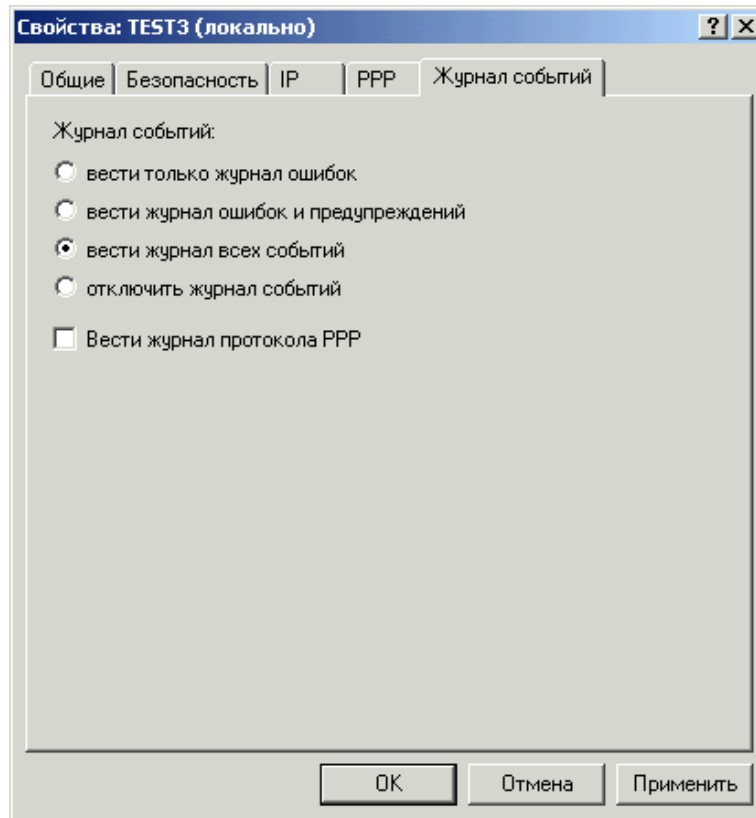 Свойства: TEST3 (локально)
Общие Безопасность IP PPP Журнал событий
Журнал событий:
вести только журнал ошибок
вести журнал ошибок и предупреждений
вести журнал всех событий
отключить журнал событий
Вести журнал протокола PPP
OK Отмена Применить